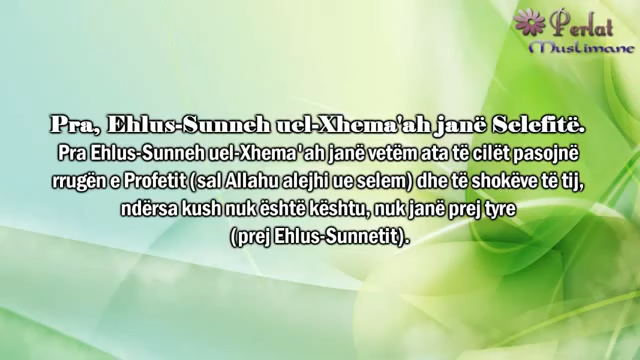 Perlat
Muslimane
Pra, Ehlus-Sunneh uel-Xhema'ah janë Selefitë.
Pra Ehlus-Sunneh uel-Xhema'ah janë vetëm ata të cilët pasojnë
rrugën e Profetit (sal Allahu alejhi ue selem) dhe të shokëve të tij,
ndërsa kush nuk është kështu, nuk janë prej tyre
(prej Ehlus-Sunnetit).